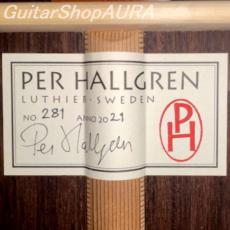 GuitarShopAURA
PER HALLGREN
LUTHIER · SWEDEN
NO 281 ANNO 2021
Per Hallgren
PH